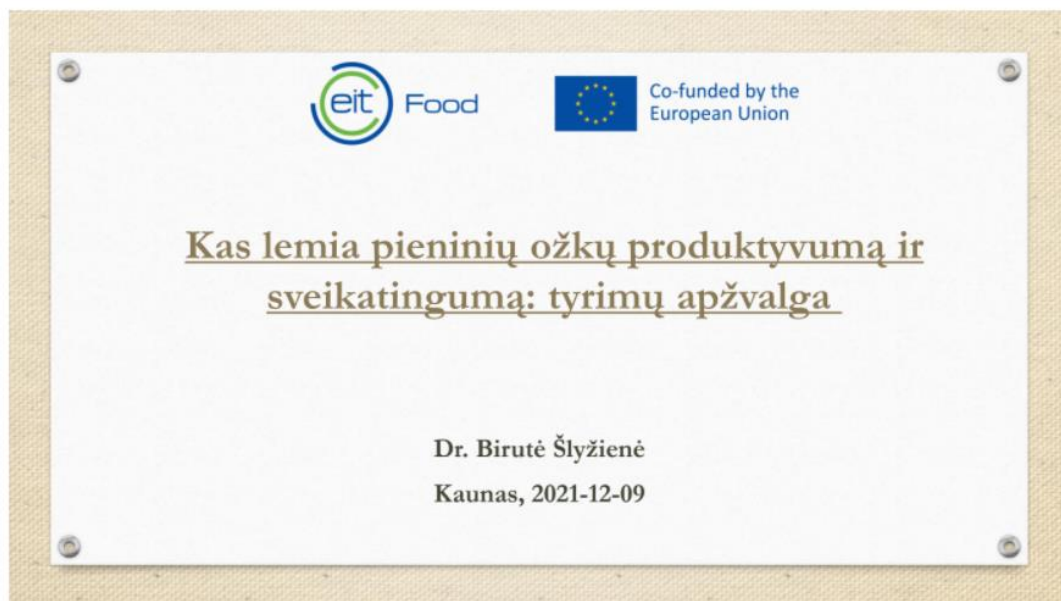 eit Food
Co-funded by the
European Union
Kas lemia pieninių ožkų produktyvumą ir
sveikatingumą: tyrimų apžvalga
Dr. Birutė Šlyžienė
Kaunas, 2021-12-09